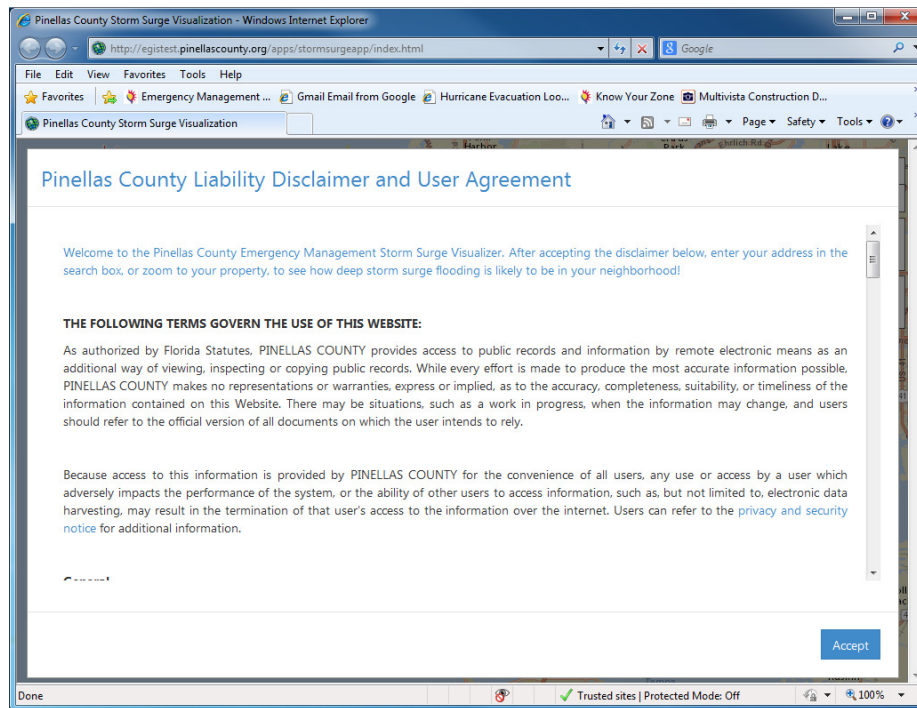 Pinellas County Storm Surge Visualization - Windows Internet Explorer
http://egistest.pinellascounty.org/apps/stormsurgeapp/index.html
Google
File Edit View Favorites Tools Help
Favorites Emergency Management ... Gmail Email from Google Hurricane Evacuation Loo... Know Your Zone Multivista Construction D...
Pinellas County Storm Surge Visualization
Page Safety Tools
Harbor
Pinellas County Liability Disclaimer and User Agreement
Welcome to the Pinellas County Emergency Management Storm Surge Visualizer. After accepting the disclaimer below, enter your address in the
search box, or zoom to your property, to see how deep storm surge flooding is likely to be in your neighborhood!
THE FOLLOWING TERMS GOVERN THE USE OF THIS WEBSITE:
As authorized by Florida Statutes, PINELLAS COUNTY provides access to public records and information by remote electronic means as an
additional way of viewing, inspecting or copying public records. While every effort is made to produce the most accurate information possible,
PINELLAS COUNTY makes no representations or warranties, express or implied, as to the accuracy, completeness, suitability, or timeliness of the
information contained on this Website. There may be situations, such as a work in progress, when the information may change, and users
should refer to the official version of all documents on which the user intends to rely.
Because access to this information is provided by PINELLAS COUNTY for the convenience of all users, any use or access by a user which
adversely impacts the performance of the system, or the ability of other users to access information, such as, but not limited to, electronic data
harvesting, may result in the termination of that user's access to the information over the internet. Users can refer to the privacy and security
notice for additional information.
General
Accept
Done
Trusted sites | Protected Mode: Off
100%